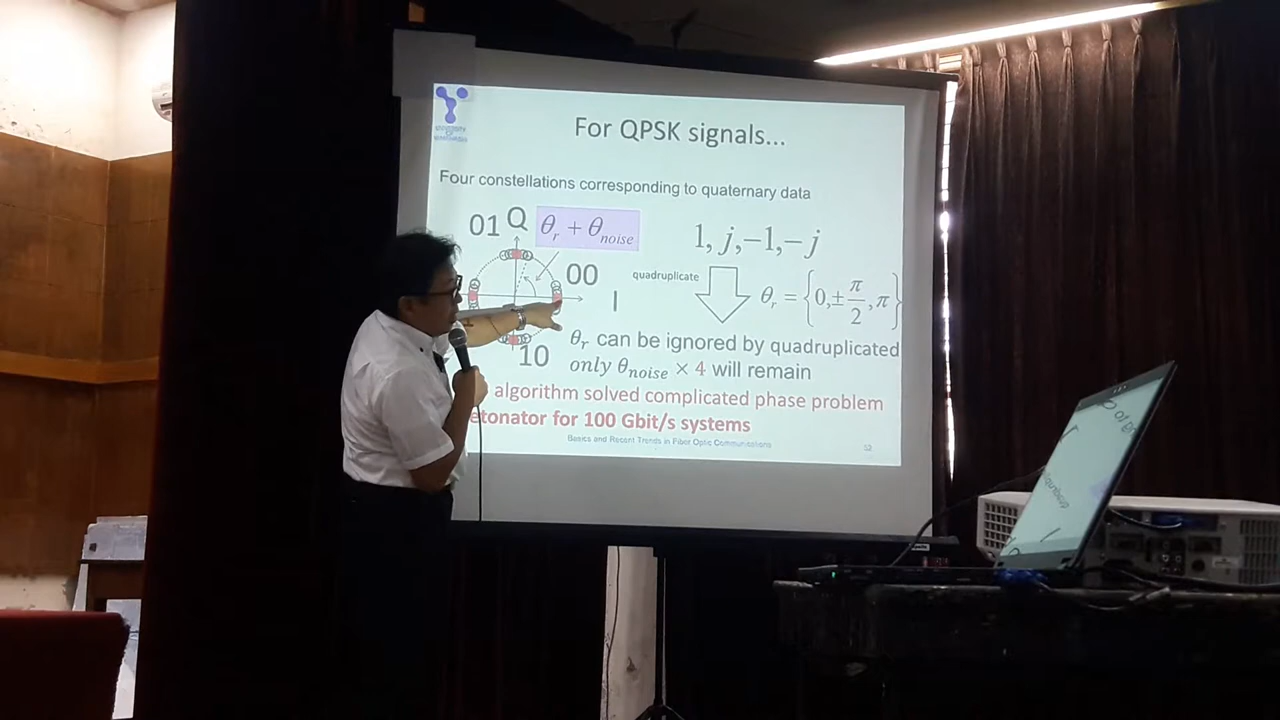 For QPSK signals...
Four constellations corresponding to quaternary data
01 Q θr + θnoise
1, j,−1,− j
00
I
quadruplicate
θr = {0,± π/2, π}
10
θr can be ignored by quadruplicated
only θnoise × 4 will remain
algorithm solved complicated phase problem
etonator for 100 Gbit/s systems
Basics and Recent Trends in Fiber Optic Communications